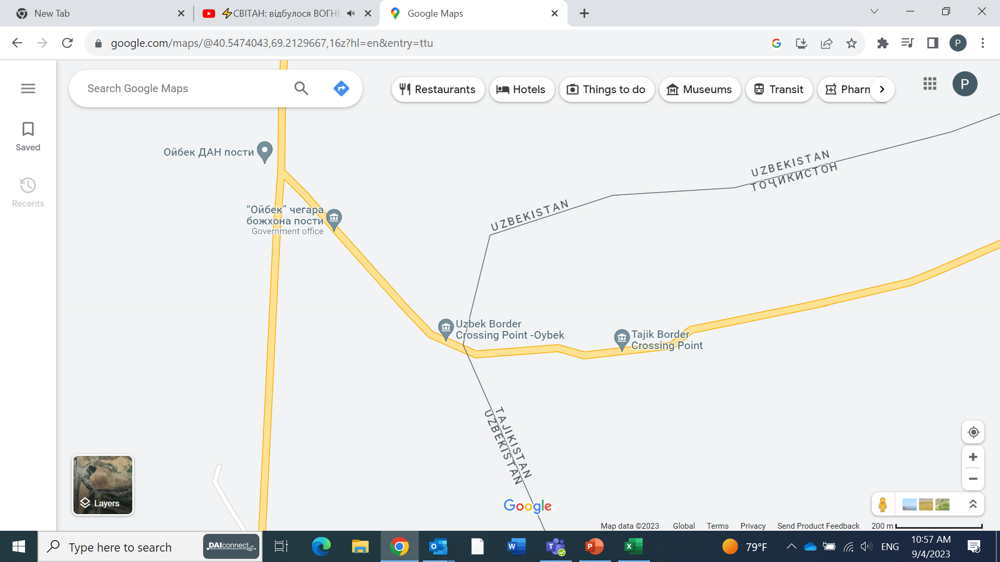 New Tab
⚡СВІТАН: відбулося ВОГНЕ
Google Maps
google.com/maps/@40.5474043,69.2129667,16z?hl=en&entry=ttu
P
Search Google Maps
Restaurants
Hotels
Things to do
Museums
Transit
Pharm
P
Saved
Recents
Ойбек ДАН пости
“Ойбек” чегара
божхона пости
Government office
UZBEKISTAN
UZBEKISTAN
ТОҶИКИСТОН
Uzbek Border
Crossing Point -Oybek
Tajik Border
Crossing Point
TAJIKISTAN
UZBEKISTAN
Layers
Google
Map data ©2023 Global Terms Privacy Send Product Feedback 200 m
Type here to search
DAIconnect
79°F
ENG
10:57 AM
9/4/2023